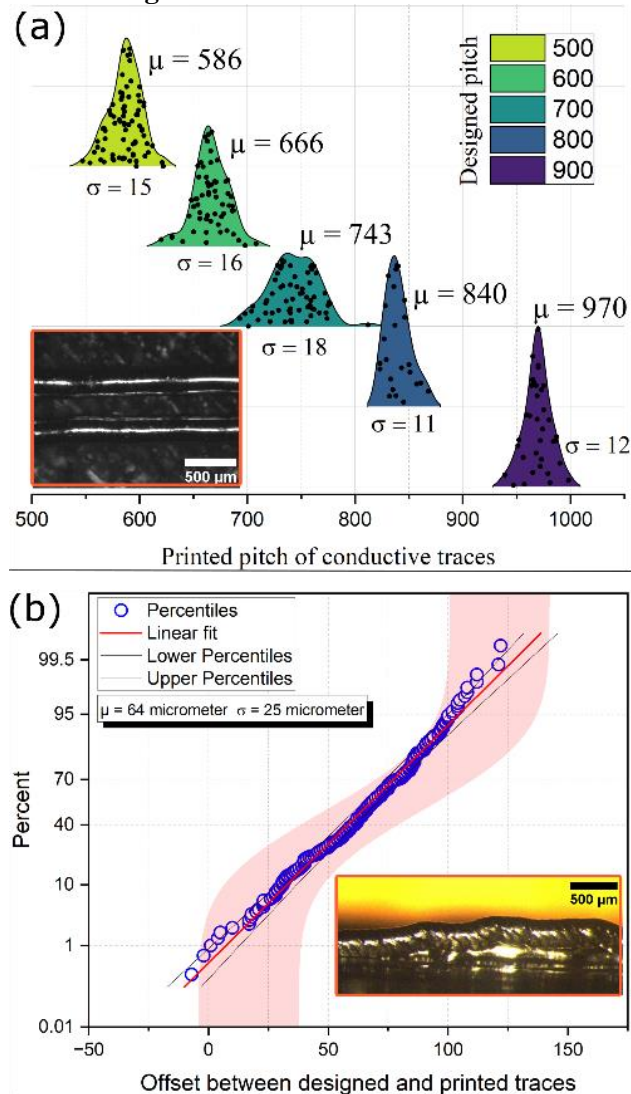 (a)
μ = 586
σ = 15
μ = 666
σ = 16
μ = 743
σ = 18
μ = 840
σ = 11
μ = 970
σ = 12
Designed pitch
500
600
700
800
900
500 μm
500 600 700 800 900 1000
Printed pitch of conductive traces
(b)
Percentiles
Linear fit
Lower Percentiles
Upper Percentiles
μ = 64 micrometer σ = 25 micrometer
Percent
99.5
95
70
40
10
1
0.01
500 μm
−50 0 50 100 150
Offset between designed and printed traces